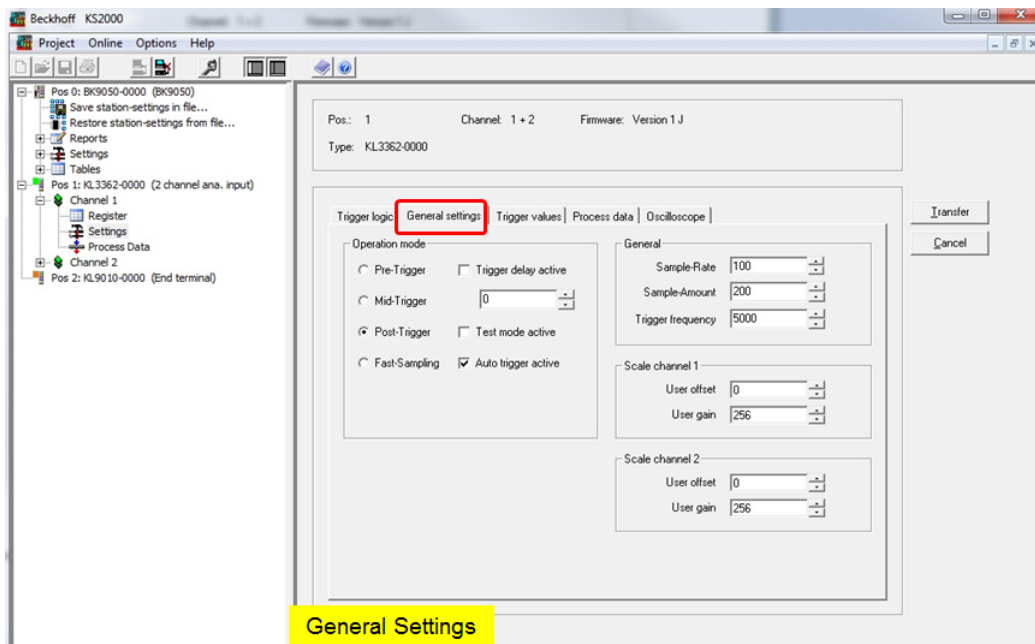 Beckhoff KS2000
Project Online Options Help
Pos 0: BK9050-0000 (BK9050)
Save station-settings in file...
Restore station-settings from file...
Reports
Settings
Tables
Pos 1: KL3362-0000 (2 channel ana. input)
Channel 1
Register
Settings
Process Data
Channel 2
Pos 2: KL9010-0000 (End terminal)
Pos.: 1 Channel: 1 + 2 Firmware: Version 1 J
Type: KL3362-0000
Trigger logic General settings Trigger values Process data Oscilloscope
Transfer
Cancel
Operation mode
Pre-Trigger Trigger delay active
Mid-Trigger 0
Post-Trigger Test mode active
Fast-Sampling Auto trigger active
General
Sample-Rate 100
Sample-Amount 200
Trigger frequency 5000
Scale channel 1
User offset 0
User gain 256
Scale channel 2
User offset 0
User gain 256
General Settings